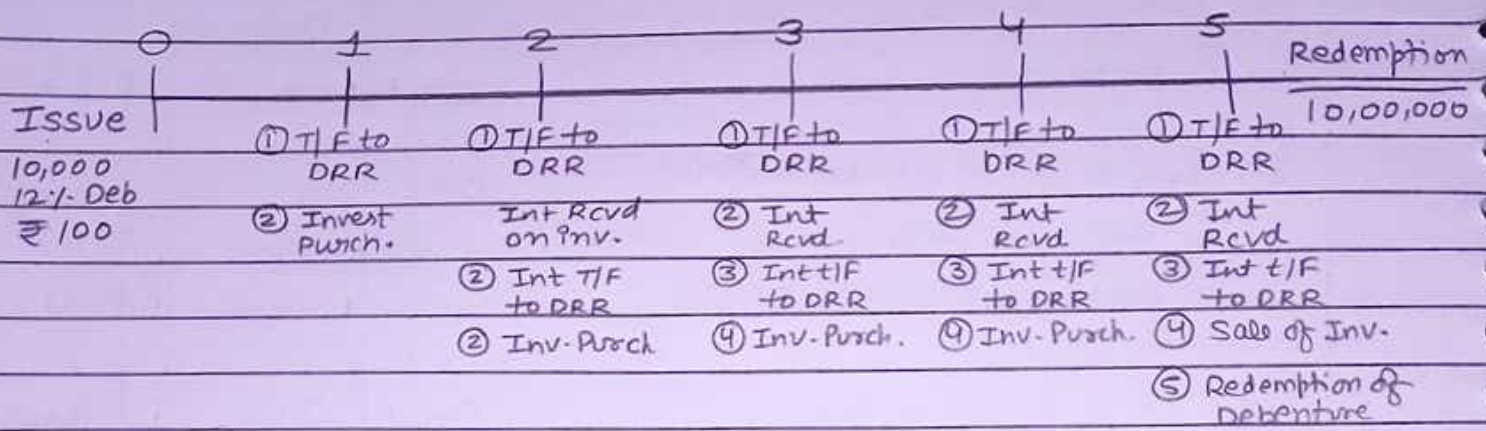 0 1 2 3 4 5
Redemption
10,00,000
Issue
10,000
12%. Deb
₹ 100
① T/F to
DRR
② Invest
Purch.
① T/F to
DRR
Int Rcvd
on inv.
② Int T/F
to DRR
② Inv. Purch
① T/F to
DRR
② Int
Rcvd
③ Int t/F
to DRR
④ Inv. Purch.
① T/F to
DRR
② Int
Rcvd
③ Int t/F
to DRR
④ Inv. Purch.
① T/F to
DRR
② Int
Rcvd
③ Int t/F
to DRR
④ Sale of Inv.
⑤ Redemption of
Debenture